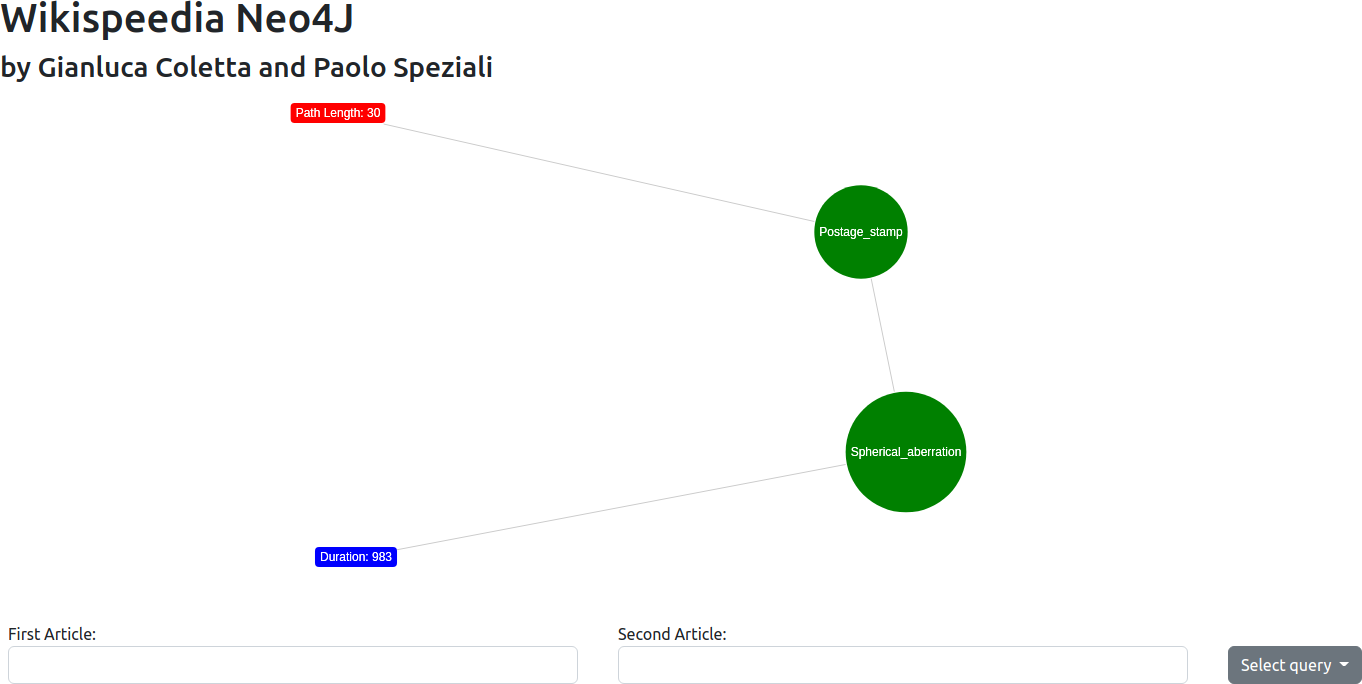 Wikispeedia Neo4J
by Gianluca Coletta and Paolo Speziali
Path Length: 30
Postage_stamp
Spherical_aberration
Duration: 983
First Article:
Second Article:
Select query